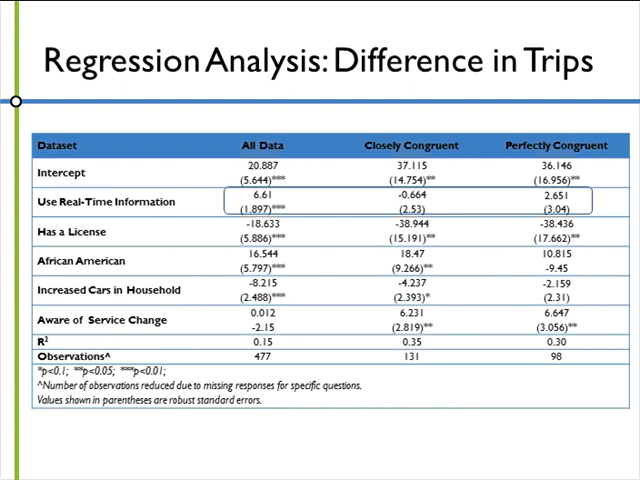 Regression Analysis: Difference in Trips
Dataset All Data Closely Congruent Perfectly Congruent
Intercept 20.887 37.115 36.146
(5.644)*** (14.754)** (16.956)**
Use Real-Time Information 6.61 -0.664 2.651
(1.897)*** (2.53) (3.04)
Has a License -18.633 -38.944 -38.436
(5.886)*** (15.191)** (17.662)**
African American 16.544 18.47 10.815
(5.797)*** (9.266)** -9.45
Increased Cars in Household -8.215 -4.237 -2.159
(2.488)*** (2.393)* (2.31)
Aware of Service Change 0.012 6.231 6.647
-2.15 (2.819)** (3.056)**
R² 0.15 0.35 0.30
Observations^ 477 131 98
*p<0.1; **p<0.05; ***p<0.01;
^Number of observations reduced due to missing responses for specific questions.
Values shown in parentheses are robust standard errors.